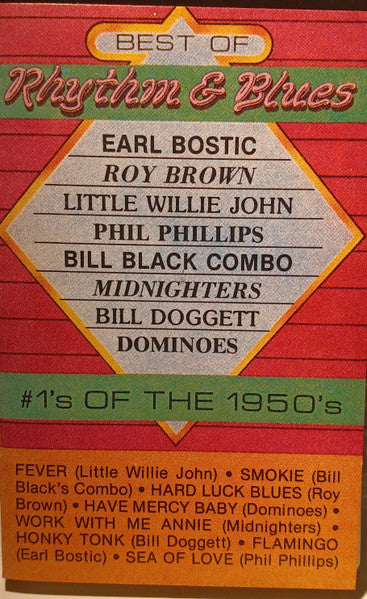 BEST OF
Rhythm & Blues
EARL BOSTIC
ROY BROWN
LITTLE WILLIE JOHN
PHIL PHILLIPS
BILL BLACK COMBO
MIDNIGHTERS
BILL DOGGETT
DOMINOES
#1's OF THE 1950's
FEVER (Little Willie John) • SMOKIE (Bill
Black's Combo) • HARD LUCK BLUES (Roy
Brown) • HAVE MERCY BABY (Dominoes) •
WORK WITH ME ANNIE (Midnighters) •
HONKY TONK (Bill Doggett) • FLAMINGO
(Earl Bostic) • SEA OF LOVE (Phil Phillips)